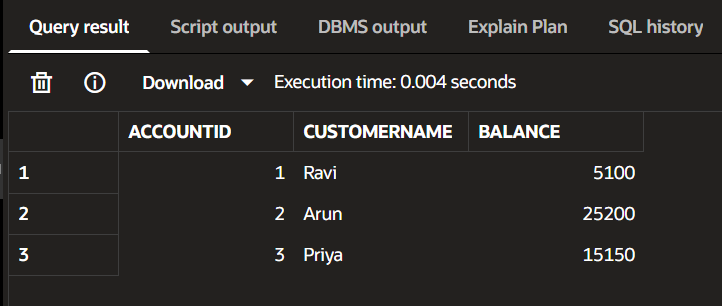 Query result Script output DBMS output Explain Plan SQL history
Download Execution time: 0.004 seconds
ACCOUNTID CUSTOMERNAME BALANCE
1 1 Ravi 5100
2 2 Arun 25200
3 3 Priya 15150